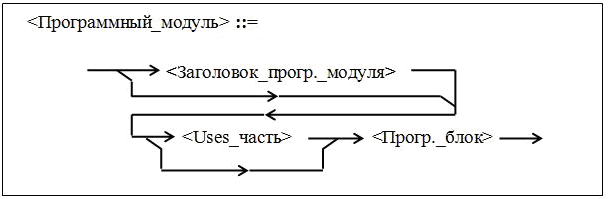 <Программный_модуль> ::=
<Заголовок_прогр._модуля>
<Uses_часть> <Прогр._блок>